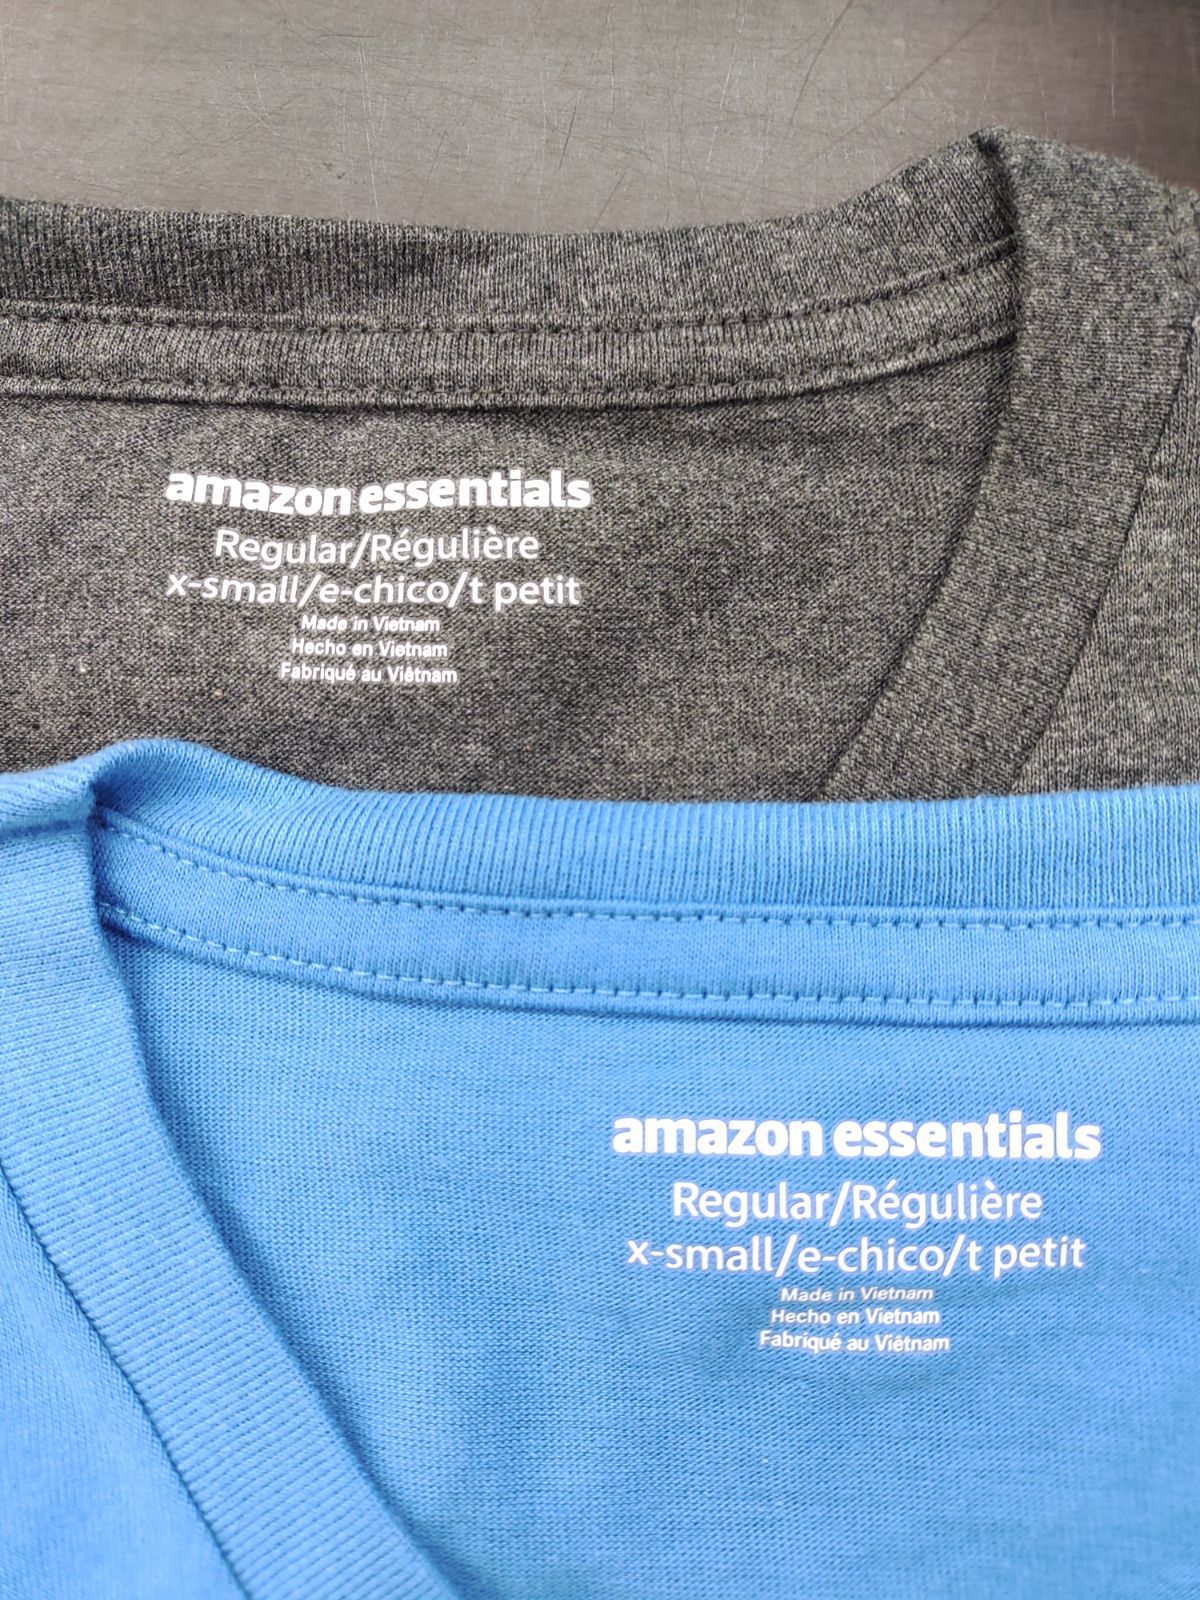 amazon essentials
Regular/Régulière
x-small/e-chico/t petit
Made in Vietnam
Hecho en Vietnam
Fabriqué au Viêtnam
amazon essentials
Regular/Régulière
x-small/e-chico/t petit
Made in Vietnam
Hecho en Vietnam
Fabriqué au Viêtnam